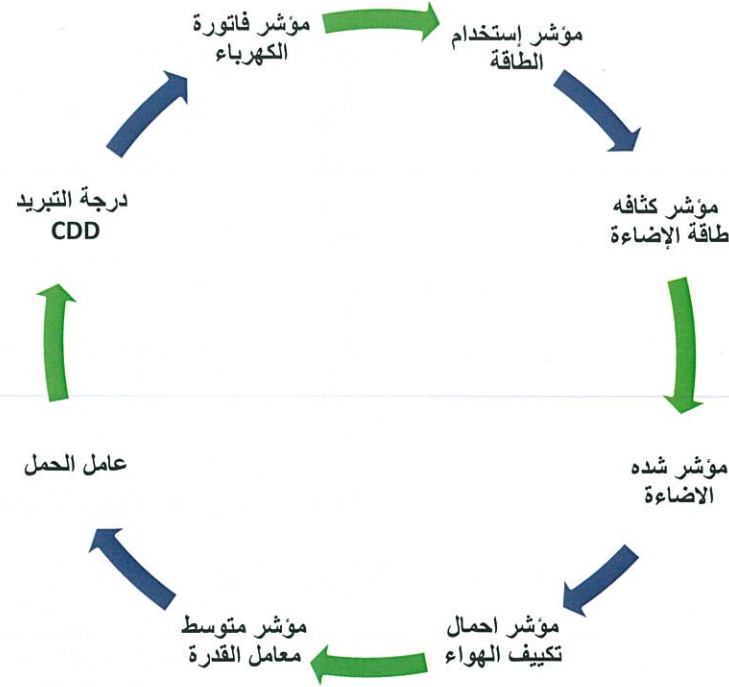 مؤشر فاتورة
الكهرباء
مؤشر إستخدام
الطاقة
مؤشر كثافه
طاقة الإضاءة
مؤشر شده
الاضاءة
مؤشر احمال
تكييف الهواء
مؤشر متوسط
معامل القدرة
عامل الحمل
درجة التبريد
CDD